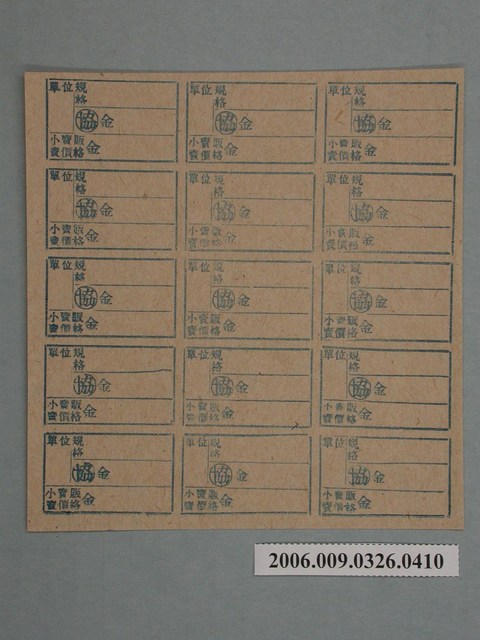 單位 規格
協 金
小賣販賣價格 金
單位 規格
協 金
小賣販賣價格 金
單位 規格
協 金
小賣販賣價格 金
單位 規格
協 金
小賣販賣價格 金
單位 規格
協 金
小賣販賣價格 金
單位 規格
協 金
小賣販賣價格 金
單位 規格
協 金
小賣販賣價格 金
單位 規格
協 金
小賣販賣價格 金
單位 規格
協 金
小賣販賣價格 金
單位 規格
協 金
小賣販賣價格 金
單位 規格
協 金
小賣販賣價格 金
單位 規格
協 金
小賣販賣價格 金
單位 規格
協 金
小賣販賣價格 金
單位 規格
協 金
小賣販賣價格 金
單位 規格
協 金
小賣販賣價格 金
2006.009.0326.0410